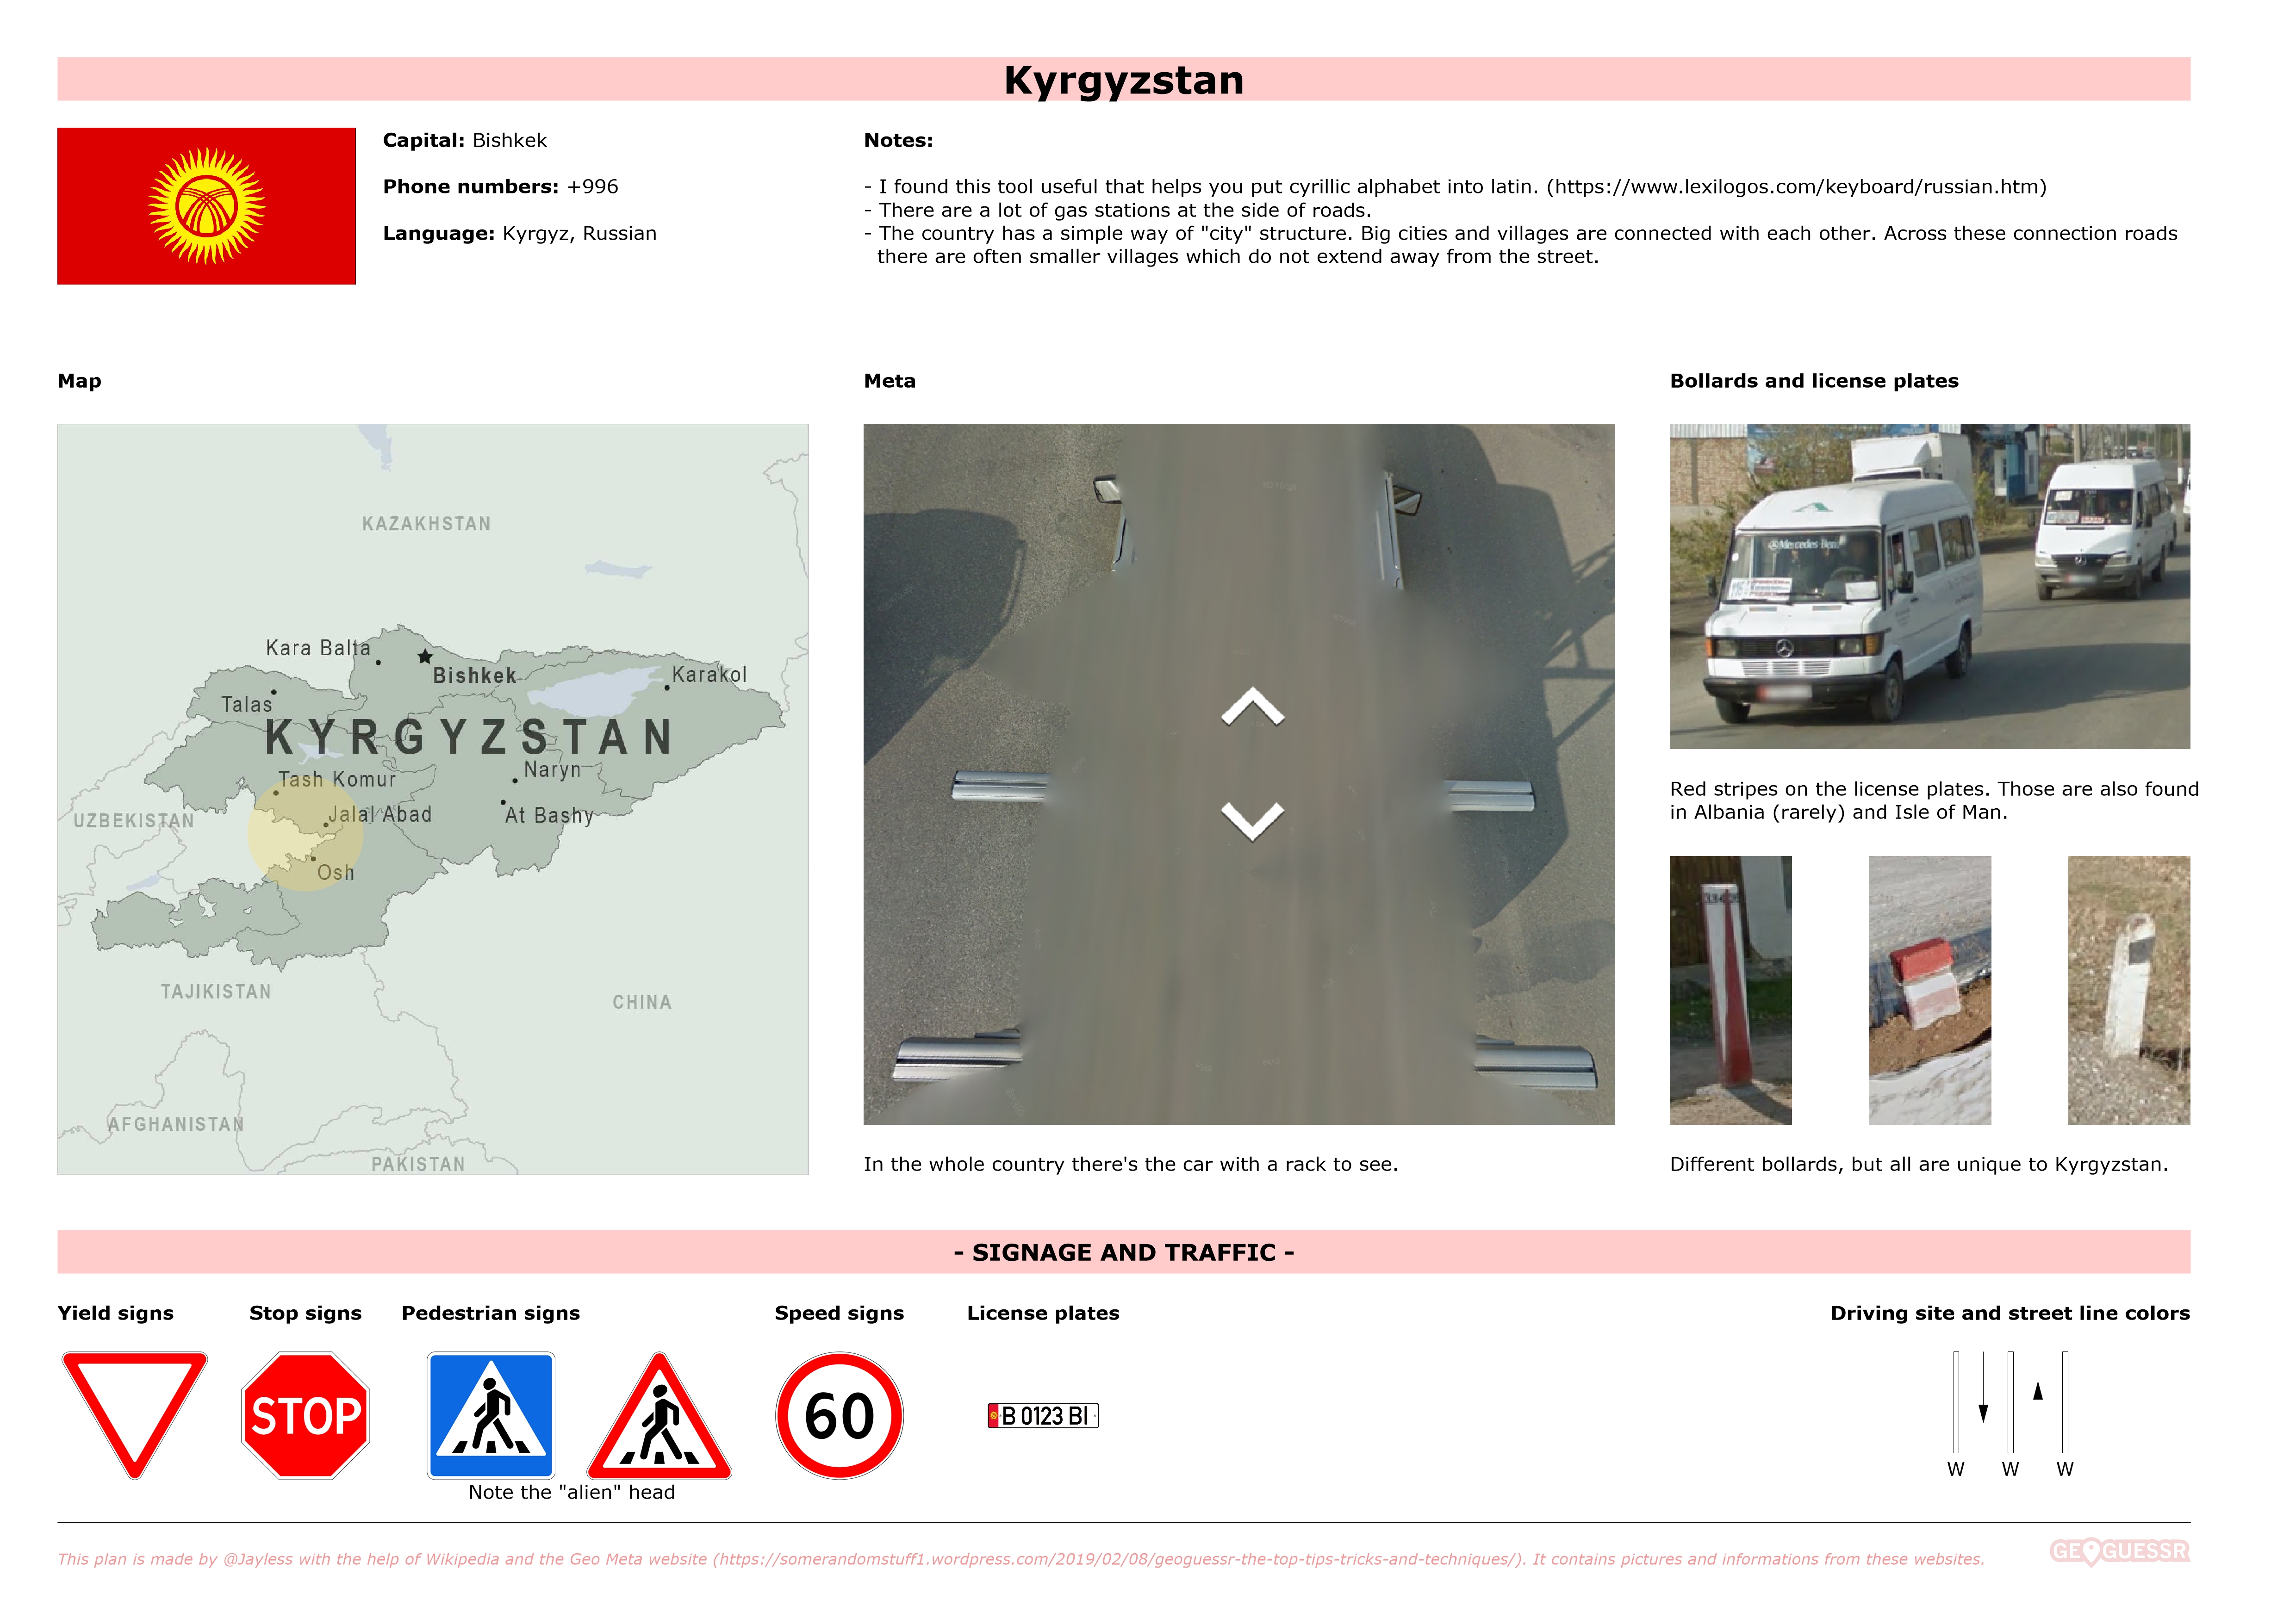 Kyrgyzstan
Capital: Bishkek
Phone numbers: +996
Language: Kyrgyz, Russian
Notes:
- I found this tool useful that helps you put cyrillic alphabet into latin. (https://www.lexilogos.com/keyboard/russian.htm)
- There are a lot of gas stations at the side of roads.
- The country has a simple way of "city" structure. Big cities and villages are connected with each other. Across these connection roads
there are often smaller villages which do not extend away from the street.
Map
KAZAKHSTAN
Kara Balta
Bishkek
Karakol
Talas
KYRGYZSTAN
Tash Komur
Naryn
Jalal Abad
At Bashy
UZBEKISTAN
Osh
TAJIKISTAN
CHINA
AFGHANISTAN
PAKISTAN
Meta
In the whole country there's the car with a rack to see.
Bollards and license plates
Mercedes Benz
Red stripes on the license plates. Those are also found
in Albania (rarely) and Isle of Man.
Different bollards, but all are unique to Kyrgyzstan.
- SIGNAGE AND TRAFFIC -
Yield signs
Stop signs
Pedestrian signs
Speed signs
License plates
Driving site and street line colors
STOP
60
B 0123 BI
W W W
Note the "alien" head
This plan is made by @Jayless with the help of Wikipedia and the Geo Meta website (https://somerandomstuff1.wordpress.com/2019/02/08/geoguessr-the-top-tips-tricks-and-techniques/). It contains pictures and informations from these websites.
GEOGUESSR